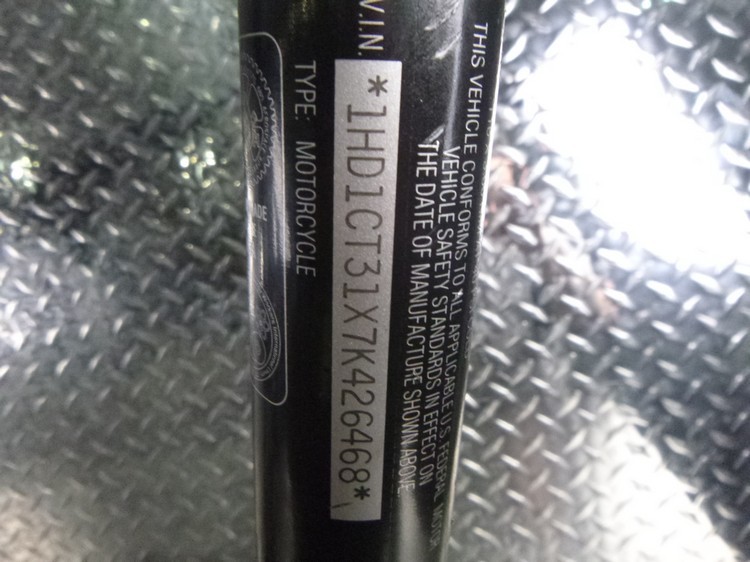 THIS VEHICLE CONFORMS TO ALL APPLICABLE U.S. FEDERAL MOTOR
VEHICLE SAFETY STANDARDS IN EFFECT ON
THE DATE OF MANUFACTURE SHOWN ABOVE
V.I.N.
*1HD1CT31X7K426468*
TYPE: MOTORCYCLE